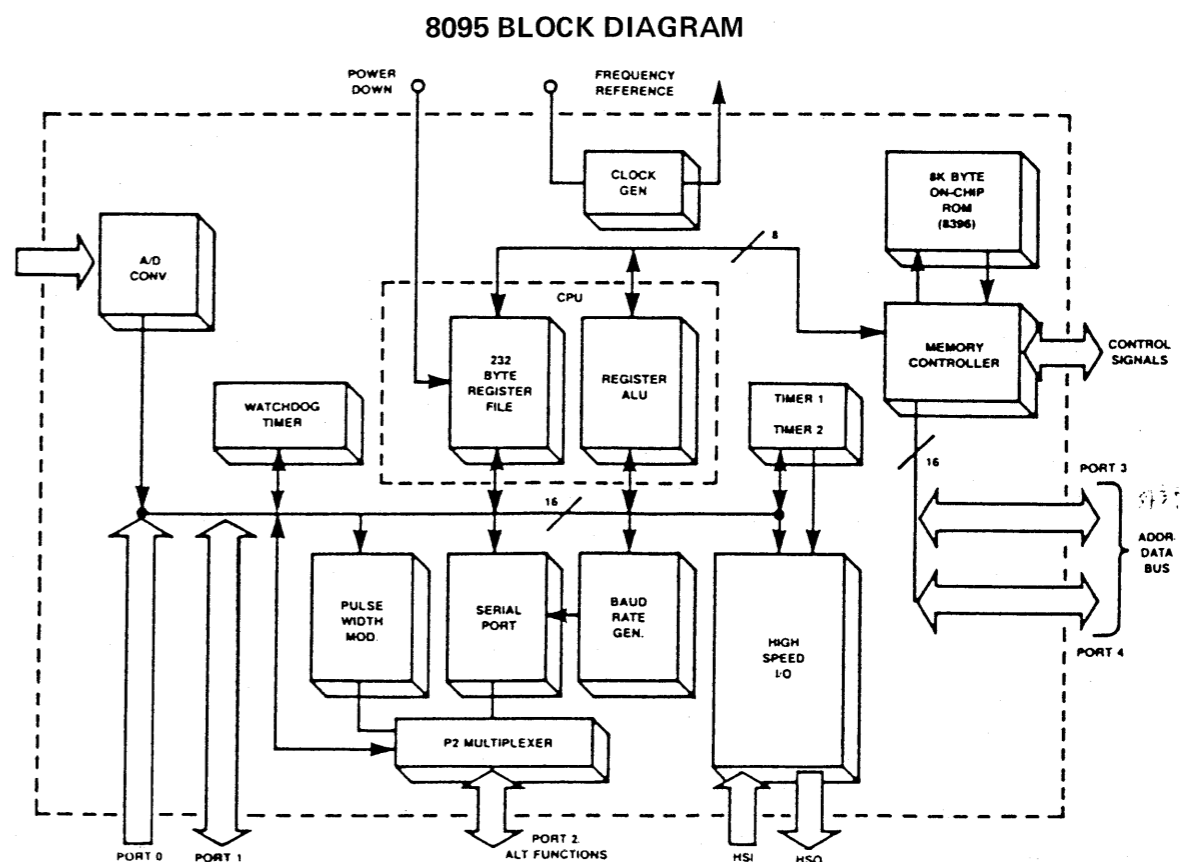 8095 BLOCK DIAGRAM
POWER
DOWN
FREQUENCY
REFERENCE
CLOCK
GEN
8K BYTE
ON-CHIP
ROM
(8396)
A/D
CONV.
8
CPU
232
BYTE
REGISTER
FILE
REGISTER
ALU
MEMORY
CONTROLLER
CONTROL
SIGNALS
WATCHDOG
TIMER
TIMER 1
TIMER 2
16
16
PORT 3
ADDR
DATA
BUS
PORT 4
PULSE
WIDTH
MOD.
SERIAL
PORT
BAUD
RATE
GEN.
HIGH
SPEED
I/O
P2 MULTIPLEXER
PORT 0
PORT 1
PORT 2.
ALT FUNCTIONS
HSI
HSO